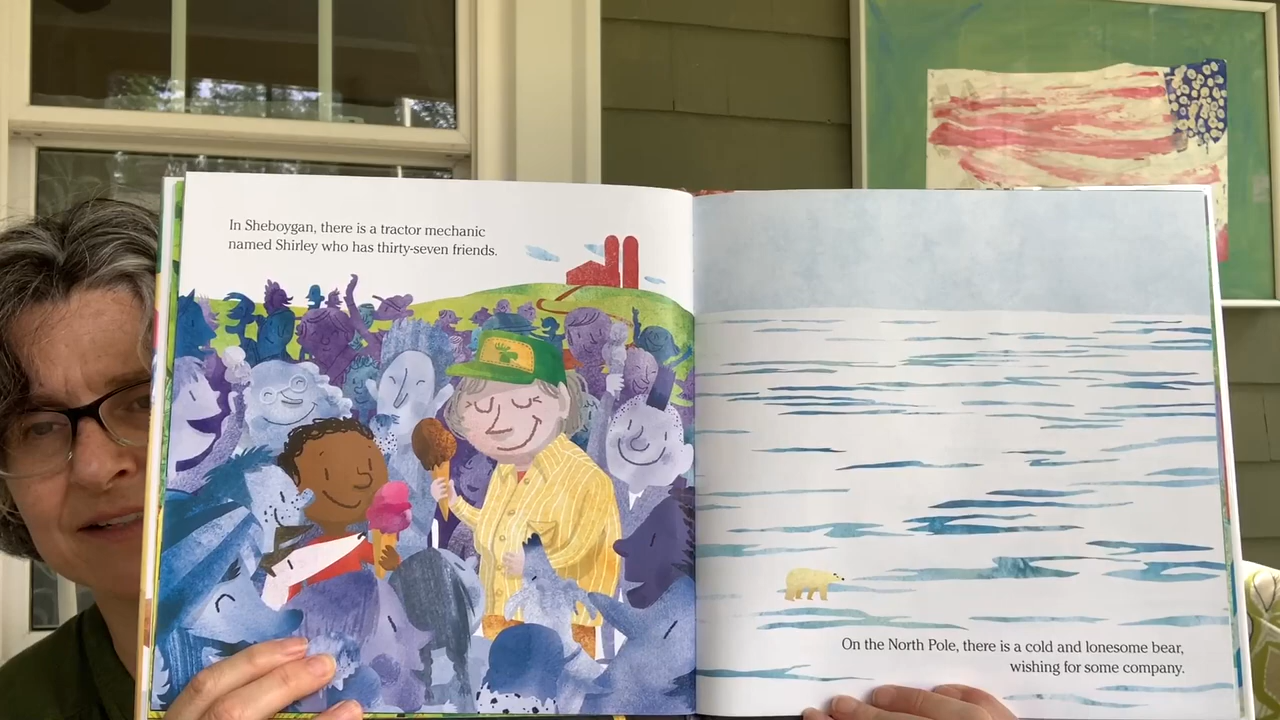 In Sheboygan, there is a tractor mechanic
named Shirley who has thirty-seven friends.
On the North Pole, there is a cold and lonesome bear,
wishing for some company.